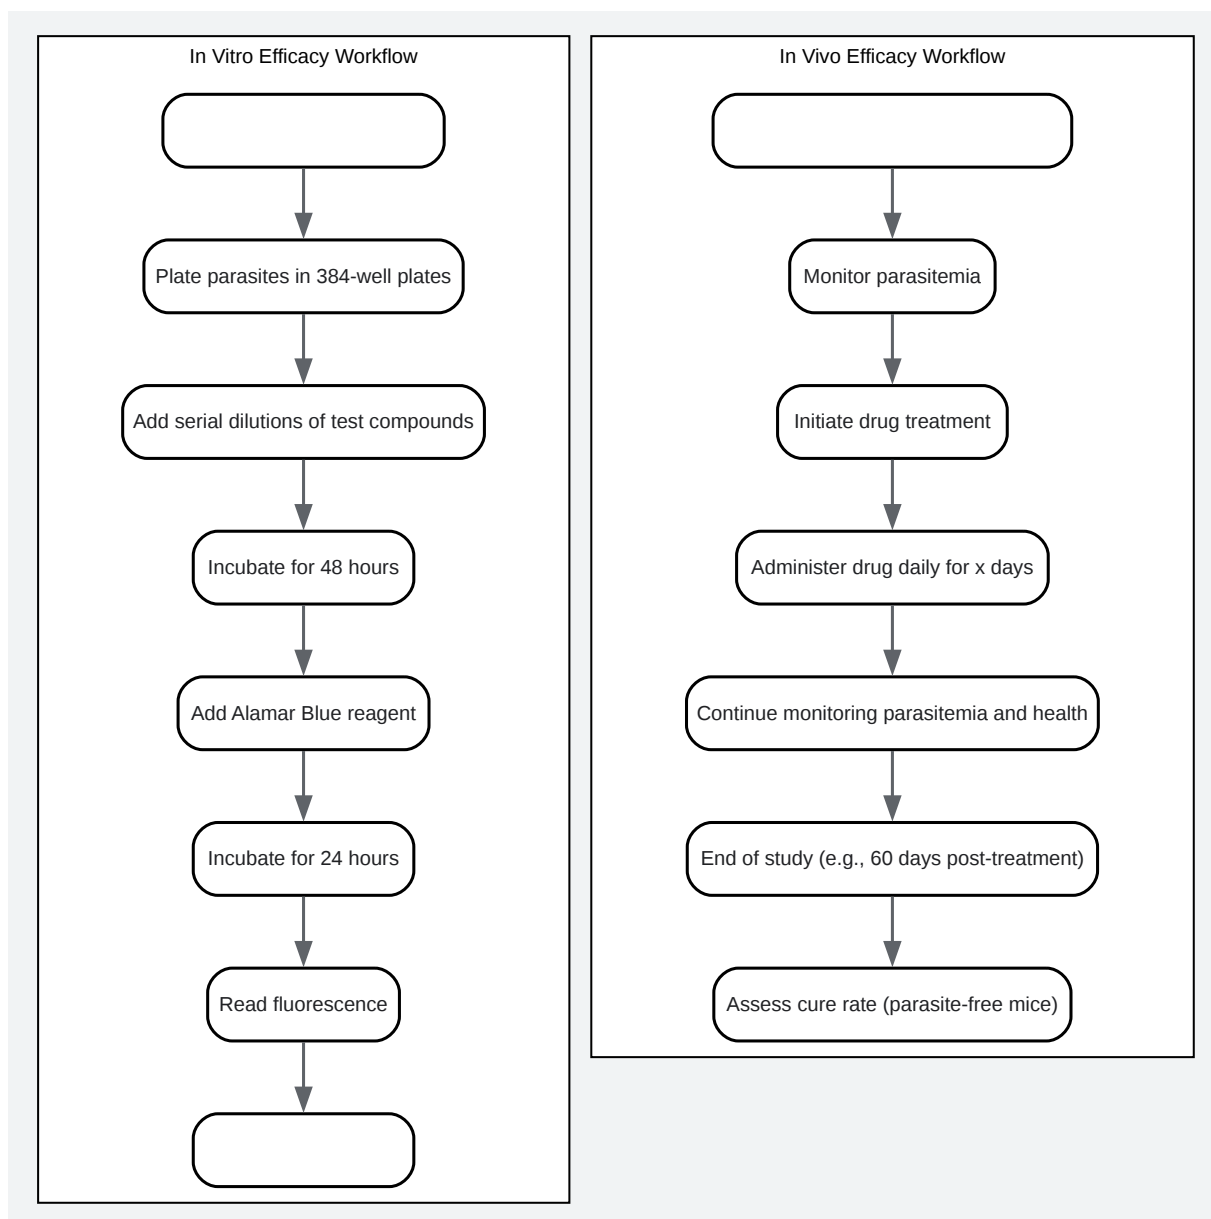 In Vitro Efficacy Workflow
Plate parasites in 384-well plates
Add serial dilutions of test compounds
Incubate for 48 hours
Add Alamar Blue reagent
Incubate for 24 hours
Read fluorescence
In Vivo Efficacy Workflow
Monitor parasitemia
Initiate drug treatment
Administer drug daily for x days
Continue monitoring parasitemia and health
End of study (e.g., 60 days post-treatment)
Assess cure rate (parasite-free mice)